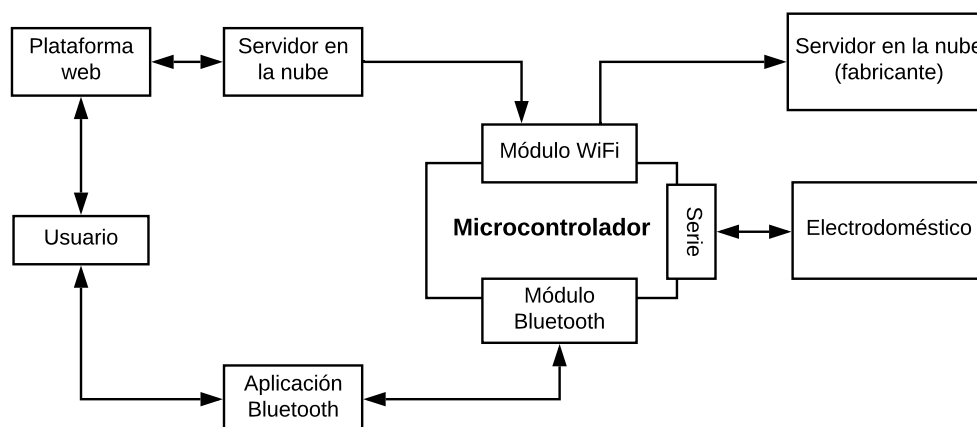 Plataforma
web
Servidor en
la nube
Servidor en la nube
(fabricante)
Módulo WiFi
Microcontrolador
Serie
Electrodoméstico
Usuario
Módulo
Bluetooth
Aplicación
Bluetooth